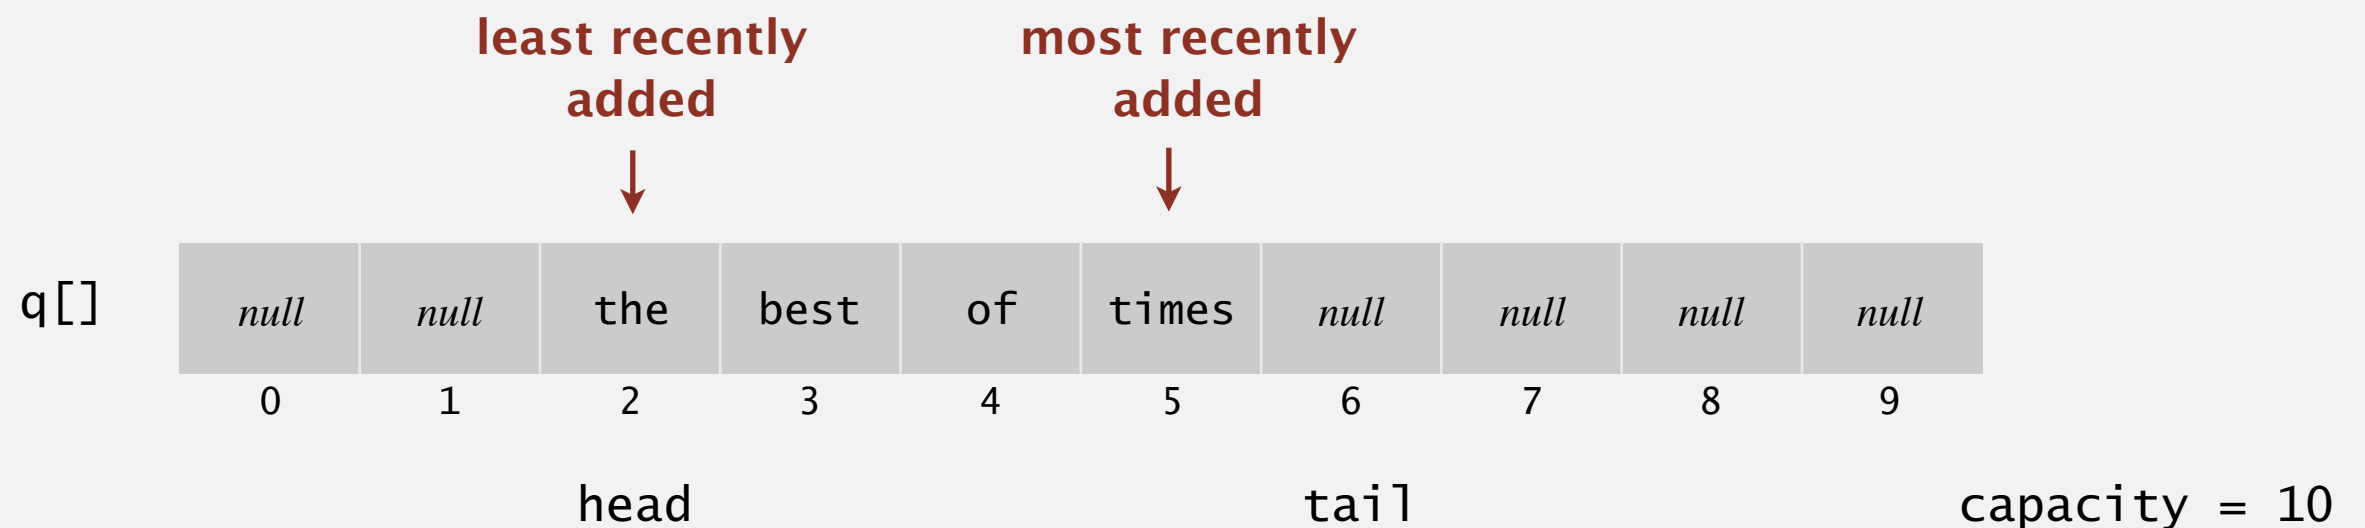 least recently
added
most recently
added
q[] null null the best of times null null null null
0 1 2 3 4 5 6 7 8 9
head tail capacity = 10